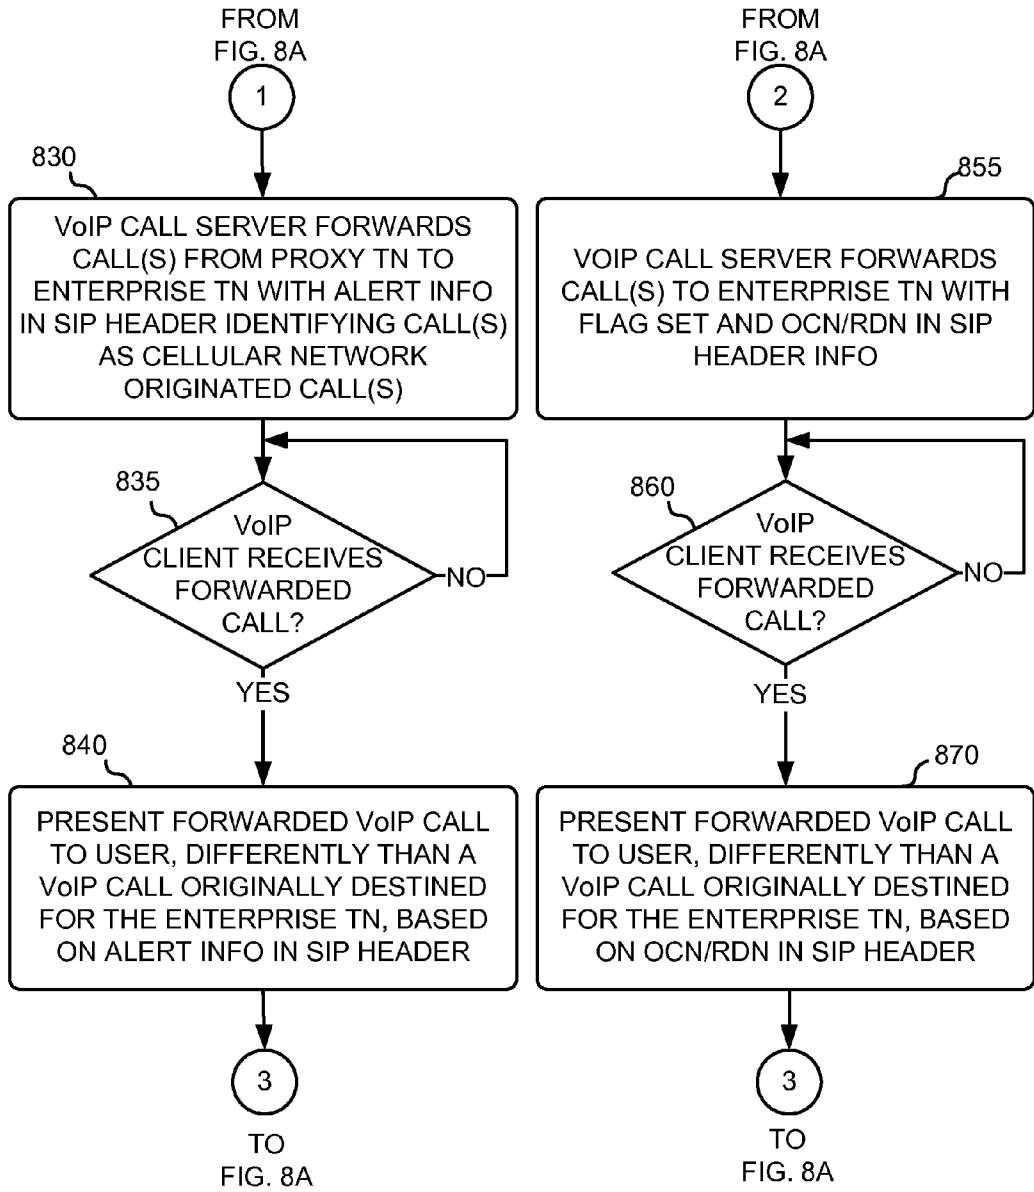 FROM
FIG. 8A
1
830
VoIP CALL SERVER FORWARDS
CALL(S) FROM PROXY TN TO
ENTERPRISE TN WITH ALERT INFO
IN SIP HEADER IDENTIFYING CALL(S)
AS CELLULAR NETWORK
ORIGINATED CALL(S)
835
VoIP
CLIENT RECEIVES
FORWARDED
CALL?
NO
YES
840
PRESENT FORWARDED VoIP CALL
TO USER, DIFFERENTLY THAN A
VoIP CALL ORIGINALLY DESTINED
FOR THE ENTERPRISE TN, BASED
ON ALERT INFO IN SIP HEADER
3
TO
FIG. 8A
FROM
FIG. 8A
2
855
VOIP CALL SERVER FORWARDS
CALL(S) TO ENTERPRISE TN WITH
FLAG SET AND OCN/RDN IN SIP
HEADER INFO
860
VoIP
CLIENT RECEIVES
FORWARDED
CALL?
NO
YES
870
PRESENT FORWARDED VoIP CALL
TO USER, DIFFERENTLY THAN A
VoIP CALL ORIGINALLY DESTINED
FOR THE ENTERPRISE TN, BASED
ON OCN/RDN IN SIP HEADER
3
TO
FIG. 8A